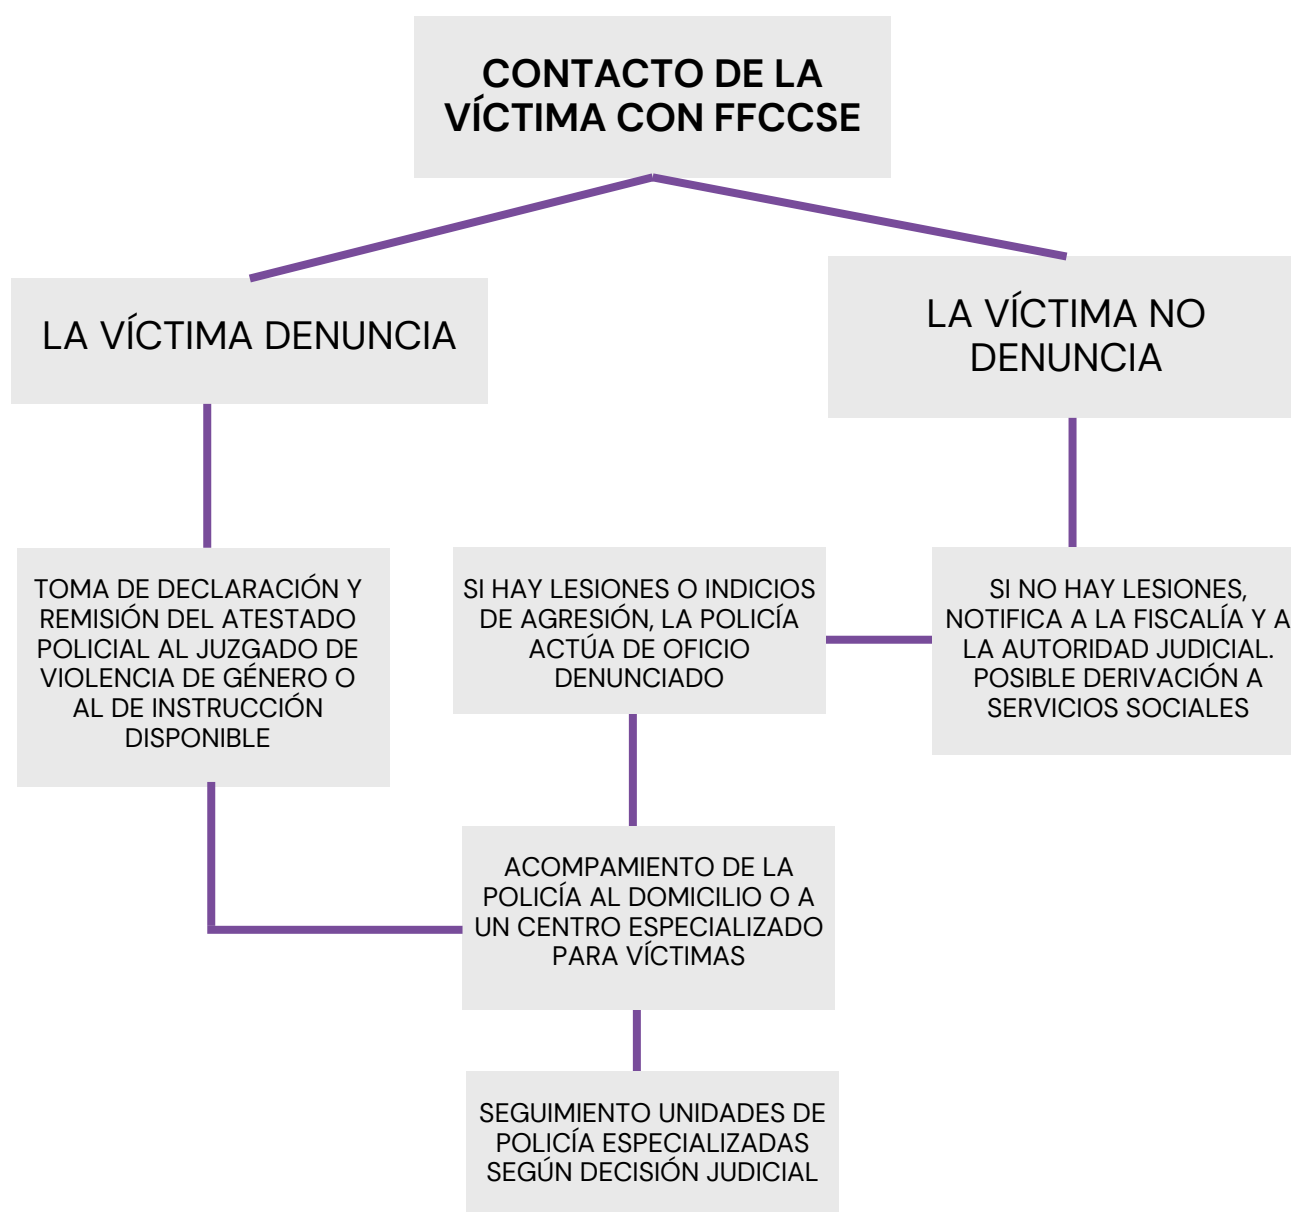 CONTACTO DE LA
VÍCTIMA CON FFCCSE
LA VÍCTIMA DENUNCIA
LA VÍCTIMA NO
DENUNCIA
TOMA DE DECLARACIÓN Y
REMISIÓN DEL ATESTADO
POLICIAL AL JUZGADO DE
VIOLENCIA DE GÉNERO O
AL DE INSTRUCCIÓN
DISPONIBLE
SI HAY LESIONES O INDICIOS
DE AGRESIÓN, LA POLICÍA
ACTÚA DE OFICIO
DENUNCIADO
SI NO HAY LESIONES,
NOTIFICA A LA FISCALÍA Y A
LA AUTORIDAD JUDICIAL.
POSIBLE DERIVACIÓN A
SERVICIOS SOCIALES
ACOMPAMIENTO DE LA
POLICÍA AL DOMICILIO O A
UN CENTRO ESPECIALIZADO
PARA VÍCTIMAS
SEGUIMIENTO UNIDADES DE
POLICÍA ESPECIALIZADAS
SEGÚN DECISIÓN JUDICIAL